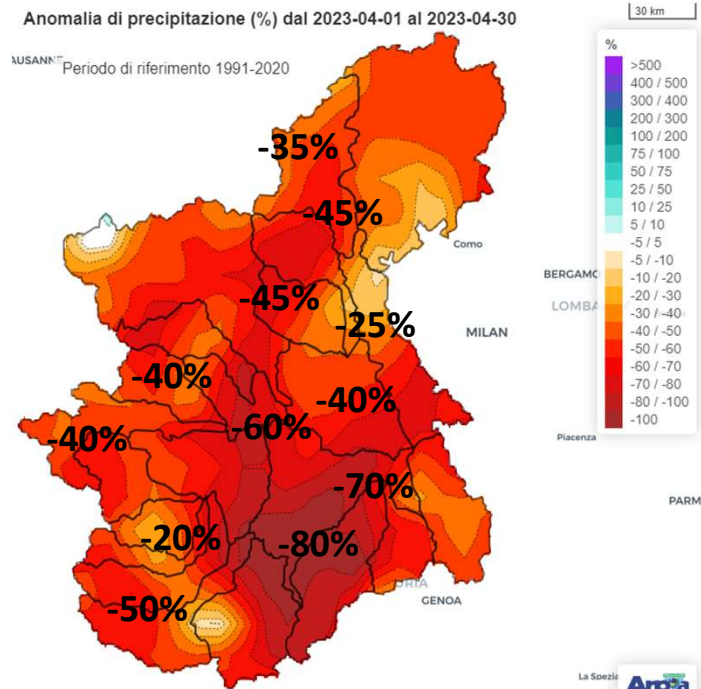 Anomalia di precipitazione (%) dal 2023-04-01 al 2023-04-30
30 km
AUSANNE
Periodo di riferimento 1991-2020
%
>500
400 / 500
300 / 400
200 / 300
100 / 200
75 / 100
50 / 75
25 / 50
10 / 25
5 / 10
-5 / 5
-5 / -10
-10 / -20
-20 / -30
-30 / -40
-40 / -50
-50 / -60
-60 / -70
-70 / -80
-80 / -100
-100
-35%
-45%
Como
BERGAMO
-45%
LOMBA
-25%
MILAN
-40%
-40%
-60%
-40%
Piacenza
-70%
PARM
-20%
-80%
URIA
GENOA
-50%
La Spezia
Arpa